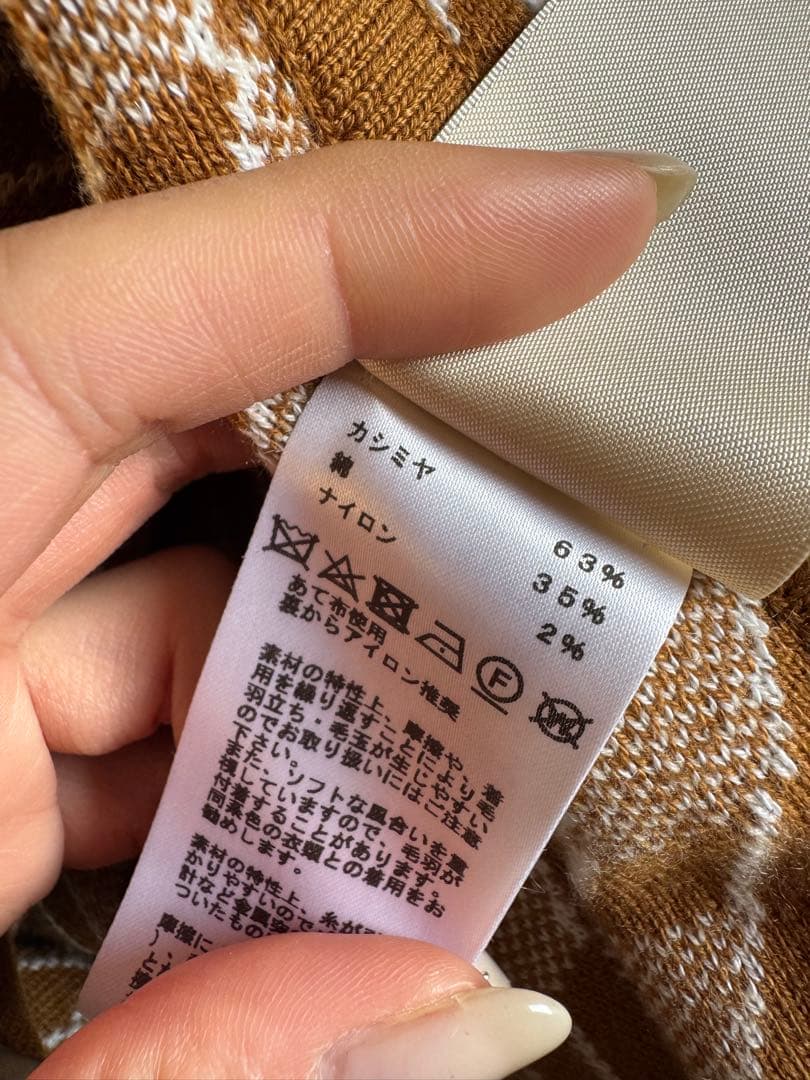 カシミヤ 63%
綿 35%
ナイロン 2%
あて布使用
裏からアイロン推奨
F
W
素材の特性上、摩擦や、着
用を繰り返すことにより毛
羽立ち・毛玉が生じやすい
のでお取り扱いにはご注意
下さい。
また、ソフトな風合いを重
視していますので、毛羽が
付着することがあります。
同系色の衣類との着用をお
勧めします。
素材の特性上、糸が
かりやすいので
計など金属
ついたもの
摩擦に